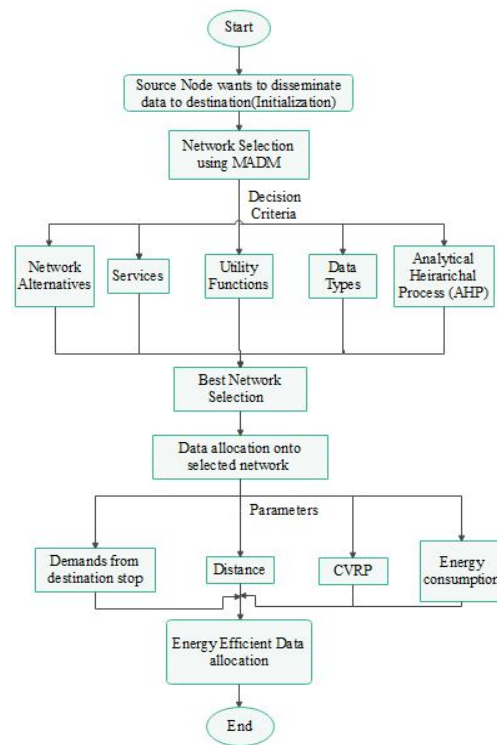 Start
Source Node wants to disseminate
data to destination(Initialization)
Network Selection
using MADM
Decision
Criteria
Network
Alternatives
Services
Utility
Functions
Data
Types
Analytical
Heirarichal
Process (AHP)
Best Network
Selection
Data allocation onto
selected network
Parameters
Demands from
destination stop
Distance
CVRP
Energy
consumption
Energy Efficient Data
allocation
End